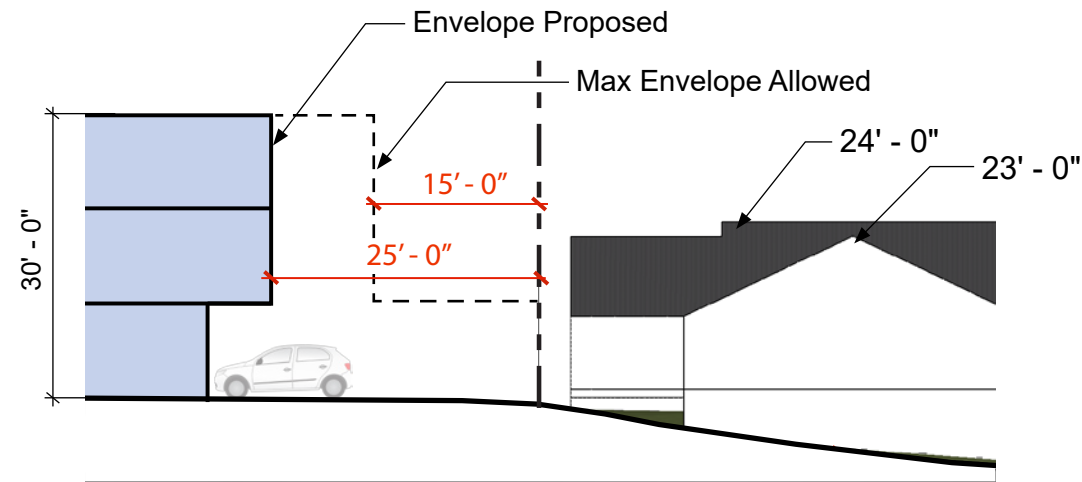 Envelope Proposed
Max Envelope Allowed
24' - 0"
23' - 0"
15’ - 0”
25’ - 0”
30' - 0"